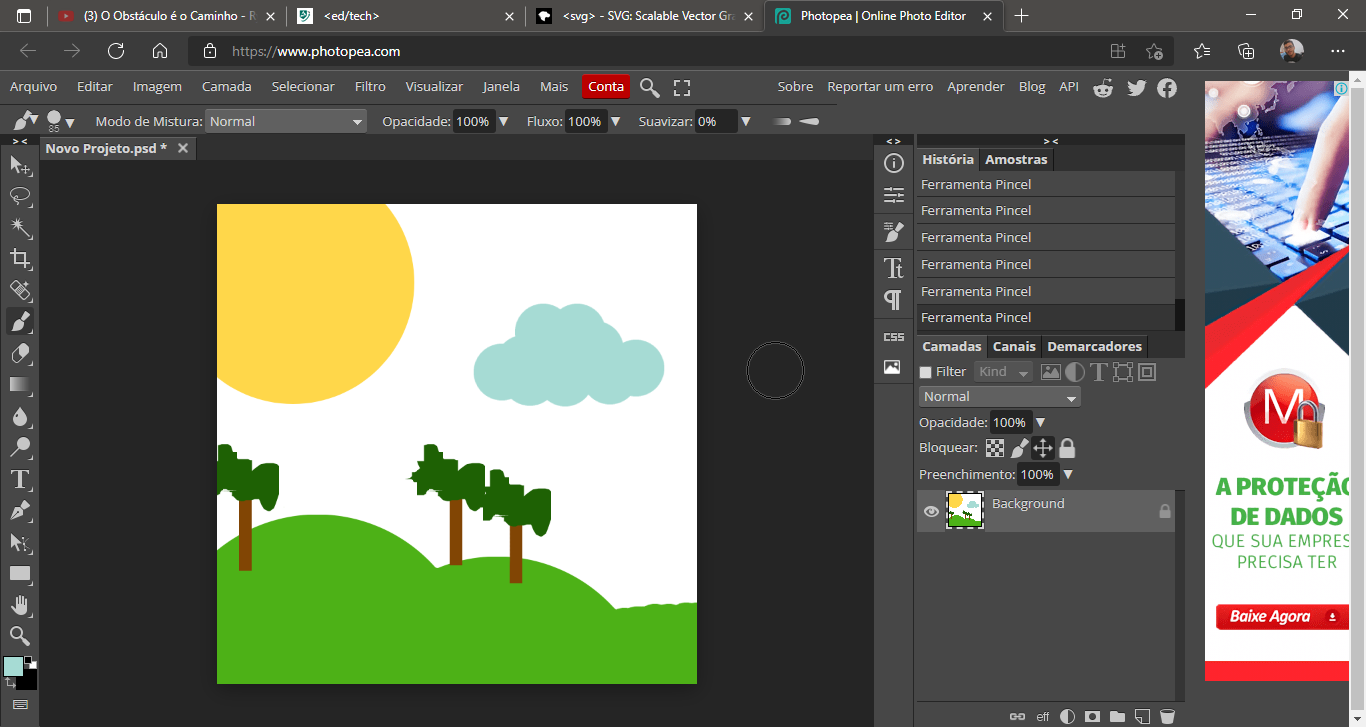 (3) O Obstáculo é o Caminho - R
<ed/tech>
<svg> - SVG: Scalable Vector Gra
Photopea | Online Photo Editor
https://www.photopea.com
Arquivo Editar Imagem Camada Selecionar Filtro Visualizar Janela Mais Conta Sobre Reportar um erro Aprender Blog API
85 Modo de Mistura: Normal Opacidade: 100% Fluxo: 100% Suavizar: 0%
Novo Projeto.psd *
História Amostras
Ferramenta Pincel
Ferramenta Pincel
Ferramenta Pincel
Ferramenta Pincel
Ferramenta Pincel
Ferramenta Pincel
CSS
Camadas Canais Demarcadores
Filter Kind
Normal
Opacidade: 100%
Bloquear:
Preenchimento: 100%
Background
eff
M
A PROTEÇÃO
DE DADOS
QUE SUA EMPRES
PRECISA TER
Baixe Agora